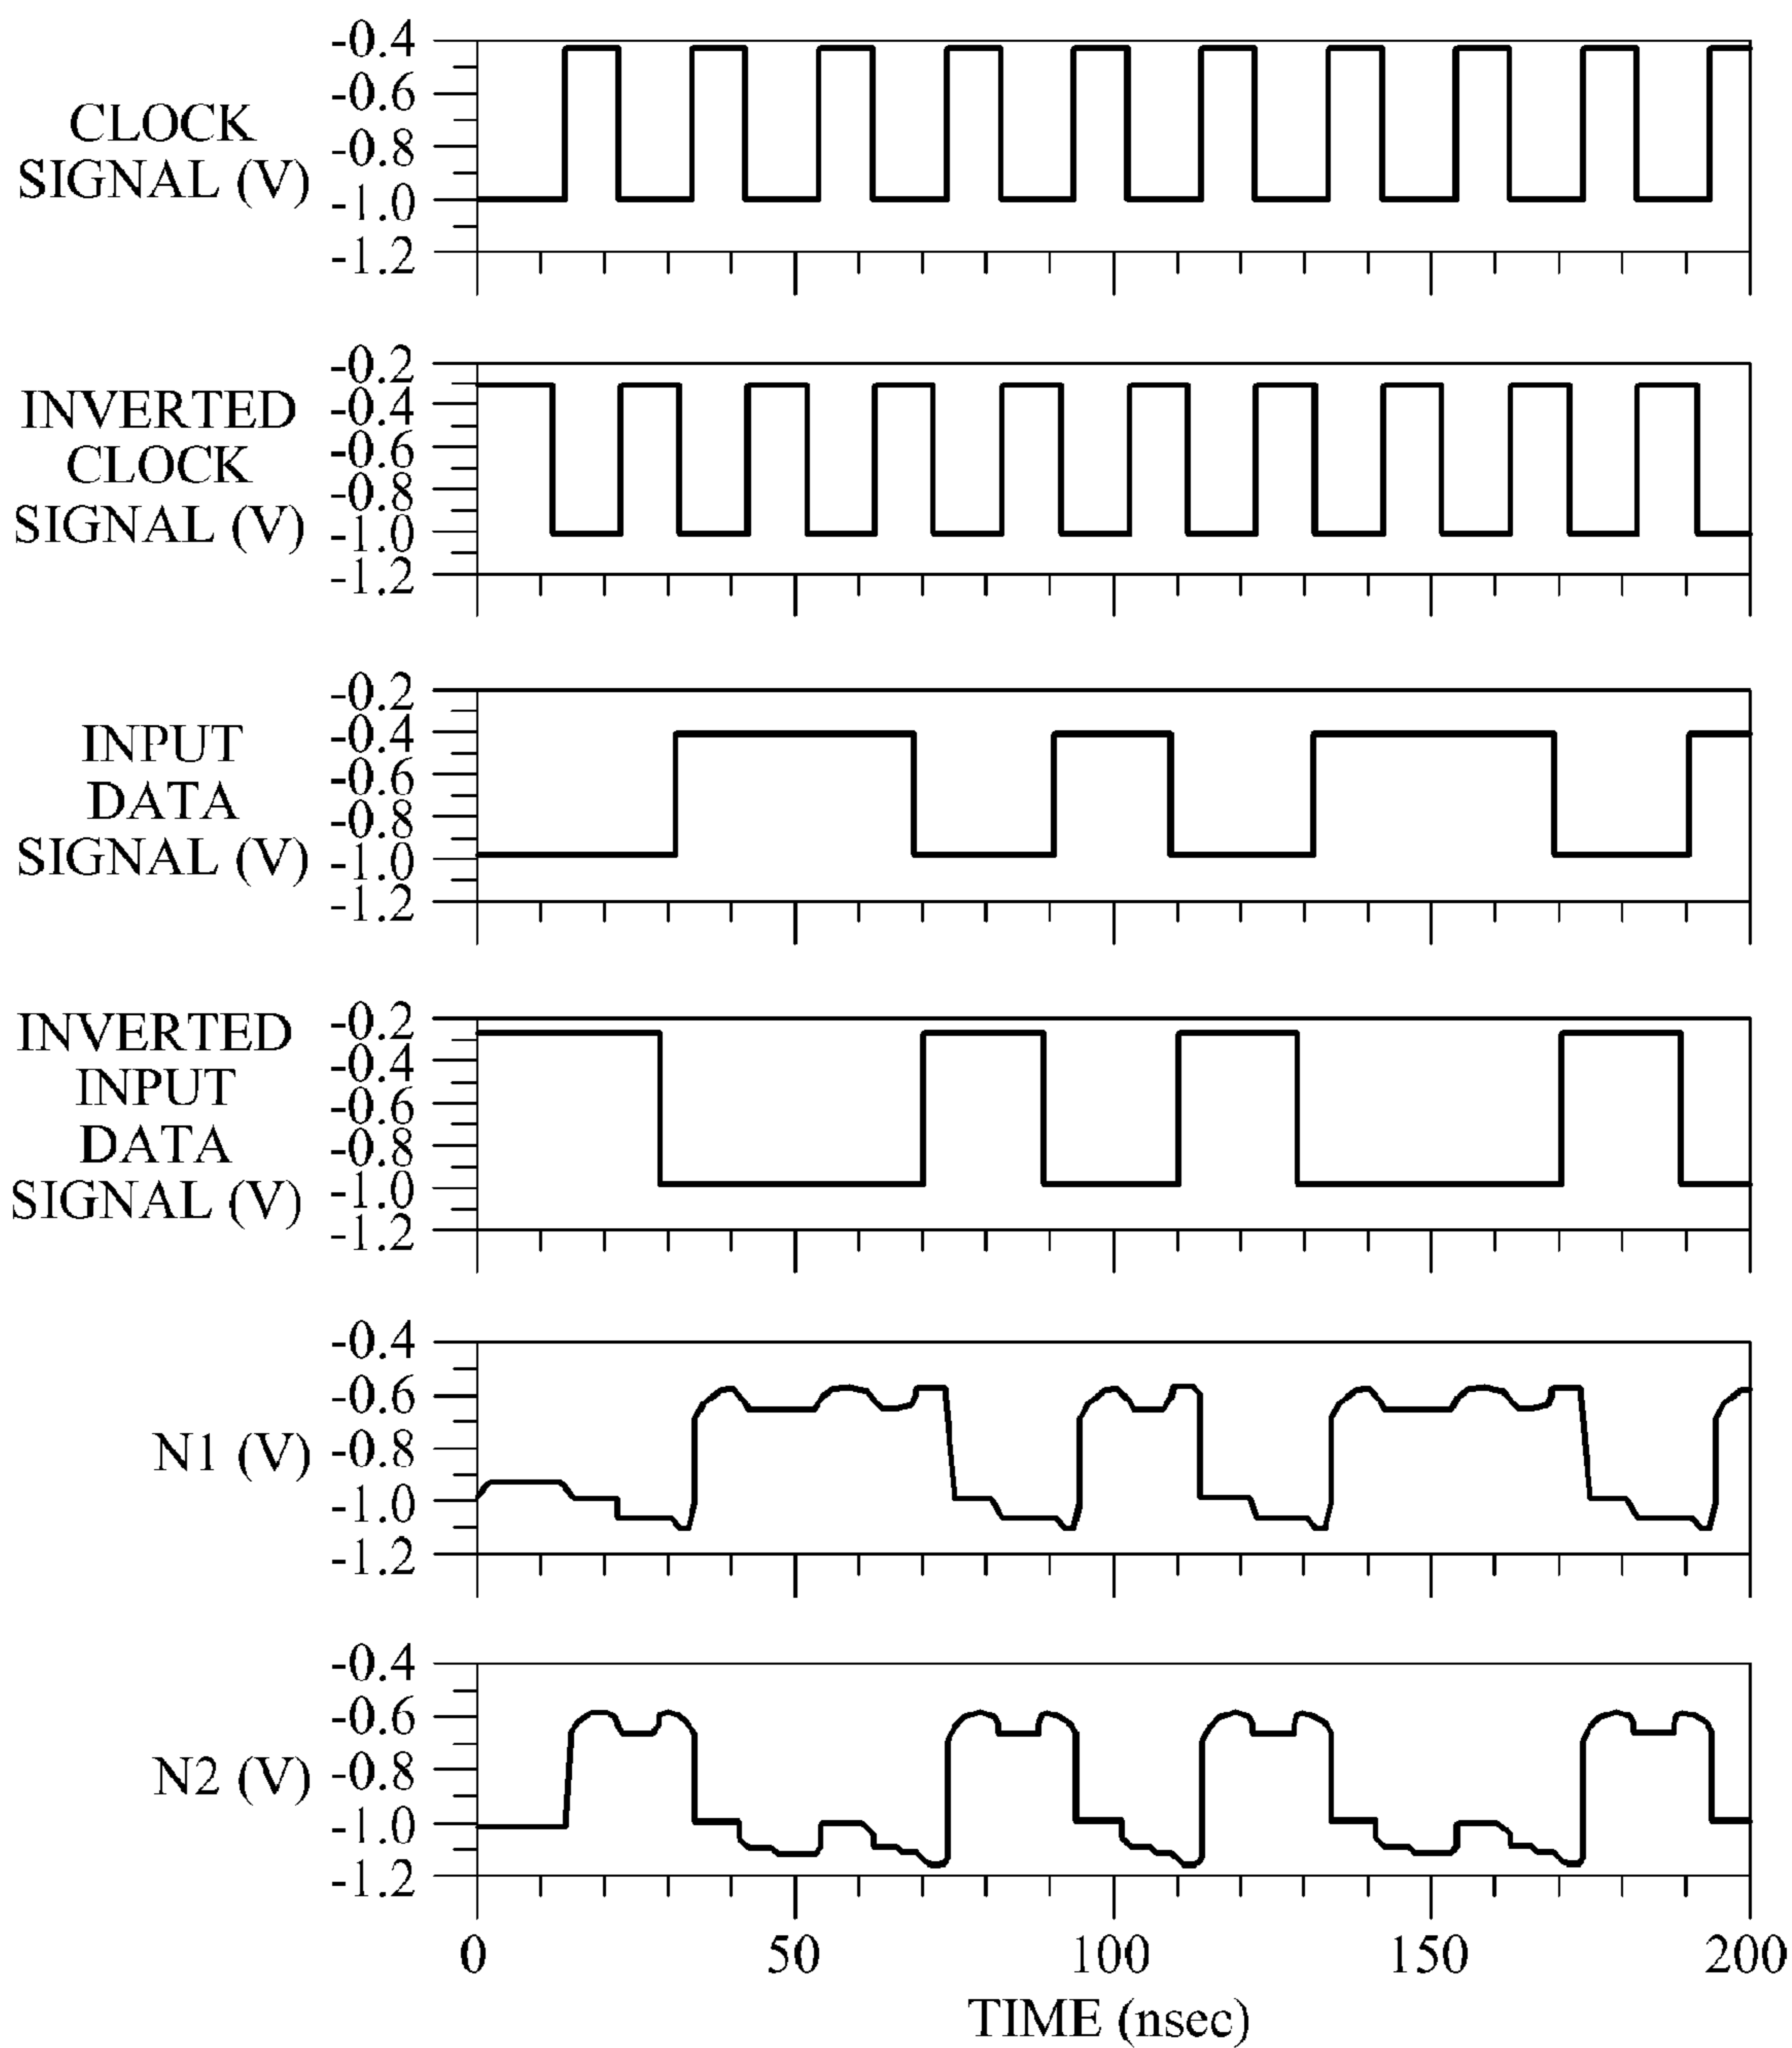 CLOCK
SIGNAL (V)
-0.4
-0.6
-0.8
-1.0
-1.2
INVERTED
CLOCK
SIGNAL (V)
-0.2
-0.4
-0.6
-0.8
-1.0
-1.2
INPUT
DATA
SIGNAL (V)
-0.2
-0.4
-0.6
-0.8
-1.0
-1.2
INVERTED
INPUT
DATA
SIGNAL (V)
-0.2
-0.4
-0.6
-0.8
-1.0
-1.2
N1 (V)
-0.4
-0.6
-0.8
-1.0
-1.2
N2 (V)
-0.4
-0.6
-0.8
-1.0
-1.2
0 50 100 150 200
TIME (nsec)